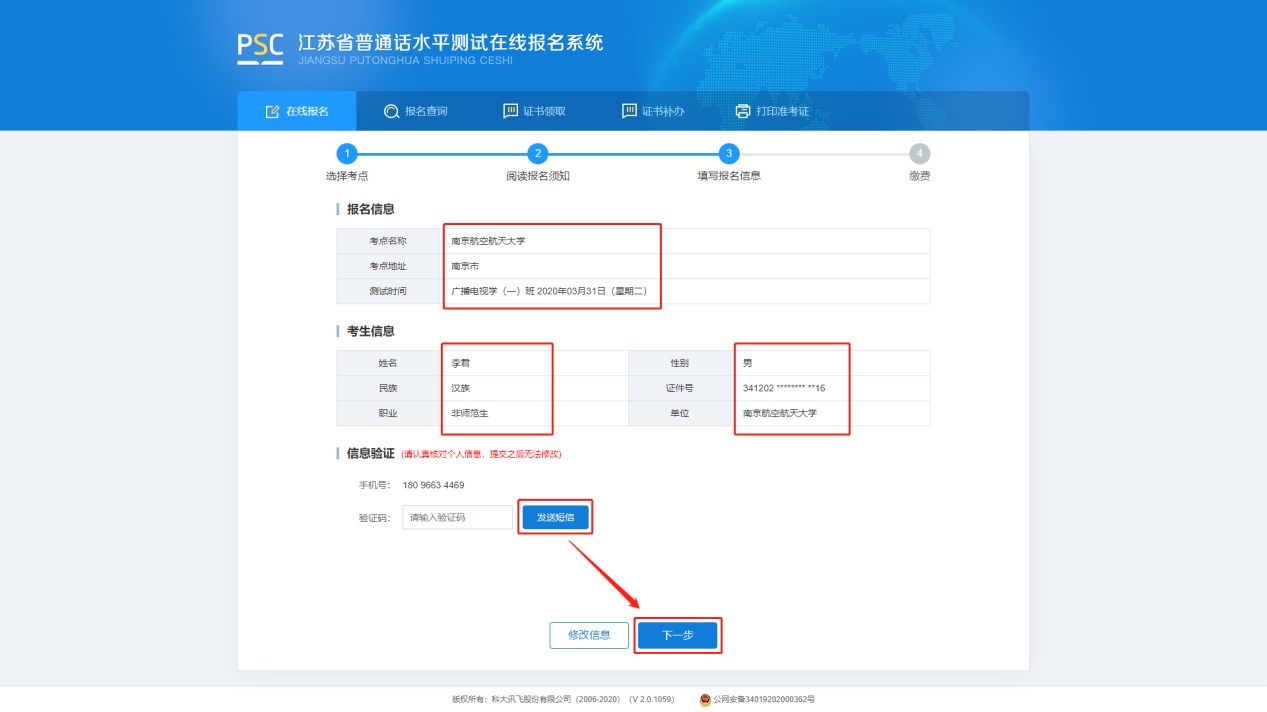 PSC 江苏省普通话水平测试在线报名系统
JIANGSU PUTONGHUA SHUIPING CESHI
在线报名 报名查询 证书领取 证书补办 打印准考证
1 2 3 4
选择考点 阅读报名须知 填写报名信息 缴费
报名信息
考点名称 南京航空航天大学
考点地址 南京市
测试时间 广播电视学（一）班 2020年03月31日（星期二）
考生信息
姓名 李君 性别 男
民族 汉族 证件号 341202 ******** **16
职业 非师范生 单位 南京航空航天大学
信息验证 (请认真核对个人信息，提交之后无法修改)
手机号： 180 9663 4469
验证码： 请输入验证码 发送短信
修改信息 下一步
版权所有：科大讯飞股份有限公司（2006-2020）（V 2.0.1059） 公网安备34019202000362号